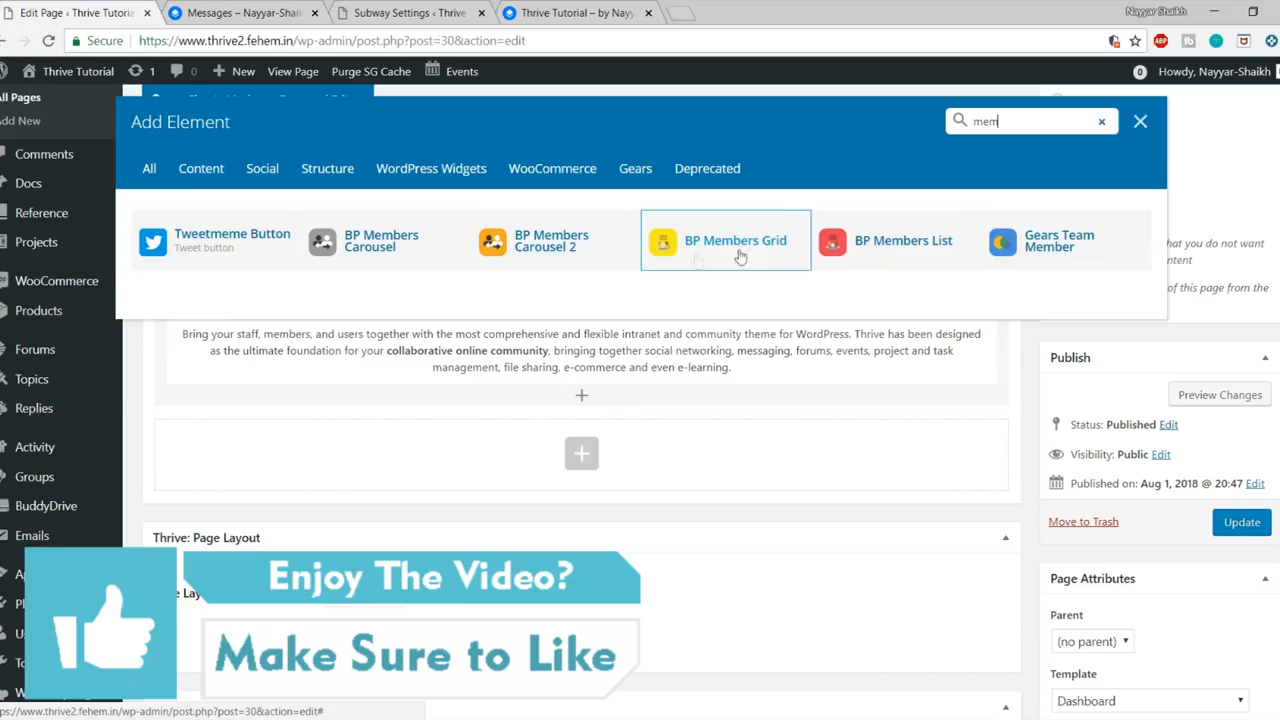 Edit Page ‹ Thrive Tutorial
Messages – Nayyar-Shaik
Subway Settings ‹ Thrive
Thrive Tutorial – by Nayy
Nayyar Shaikh
Secure
https://www.thrive2.fehem.in/wp-admin/post.php?post=30&action=edit
ABP
Thrive Tutorial
1
0
New
View Page
Purge SG Cache
Events
0
Howdy, Nayyar-Shaikh
All Pages
Add New
Comments
Docs
Reference
Projects
WooCommerce
Products
Forums
Topics
Replies
Activity
Groups
BuddyDrive
Emails
Add Element
mem
All
Content
Social
Structure
WordPress Widgets
WooCommerce
Gears
Deprecated
Tweetmeme Button
Tweet button
BP Members
Carousel
BP Members
Carousel 2
BP Members Grid
BP Members List
Gears Team
Member
that you do not want
of this page from the
Bring your staff, members, and users together with the most comprehensive and flexible intranet and community theme for WordPress. Thrive has been designed
as the ultimate foundation for your collaborative online community, bringing together social networking, messaging, forums, events, project and task
management, file sharing, e-commerce and even e-learning.
Thrive: Page Layout
Publish
Preview Changes
Status: Published Edit
Visibility: Public Edit
Published on: Aug 1, 2018 @ 20:47 Edit
Move to Trash
Update
Page Attributes
Parent
(no parent)
Template
Dashboard
Enjoy The Video?
Make Sure to Like
ps://www.thrive2.fehem.in/wp-admin/post.php?post=30&action=edit#